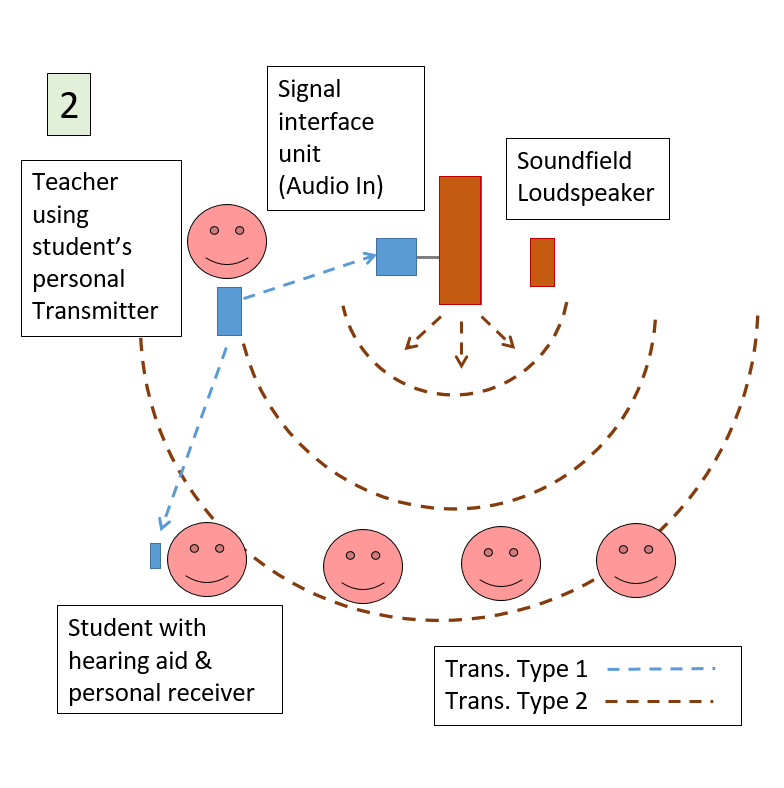 2
Signal
interface
unit
(Audio In)
Soundfield
Loudspeaker
Teacher
using
student's
personal
Transmitter
Student with
hearing aid &
personal receiver
Trans. Type 1
Trans. Type 2